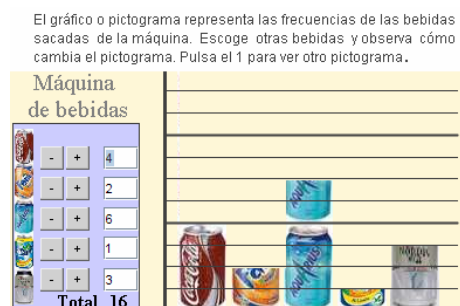 El gráfico o pictograma representa las frecuencias de las bebidas
sacadas de la máquina. Escoge otras bebidas y observa cómo
cambia el pictograma. Pulsa el 1 para ver otro pictograma.
Máquina
de bebidas
- + 4
- + 2
- + 6
- + 1
- + 3
Total 16
Coca-Cola